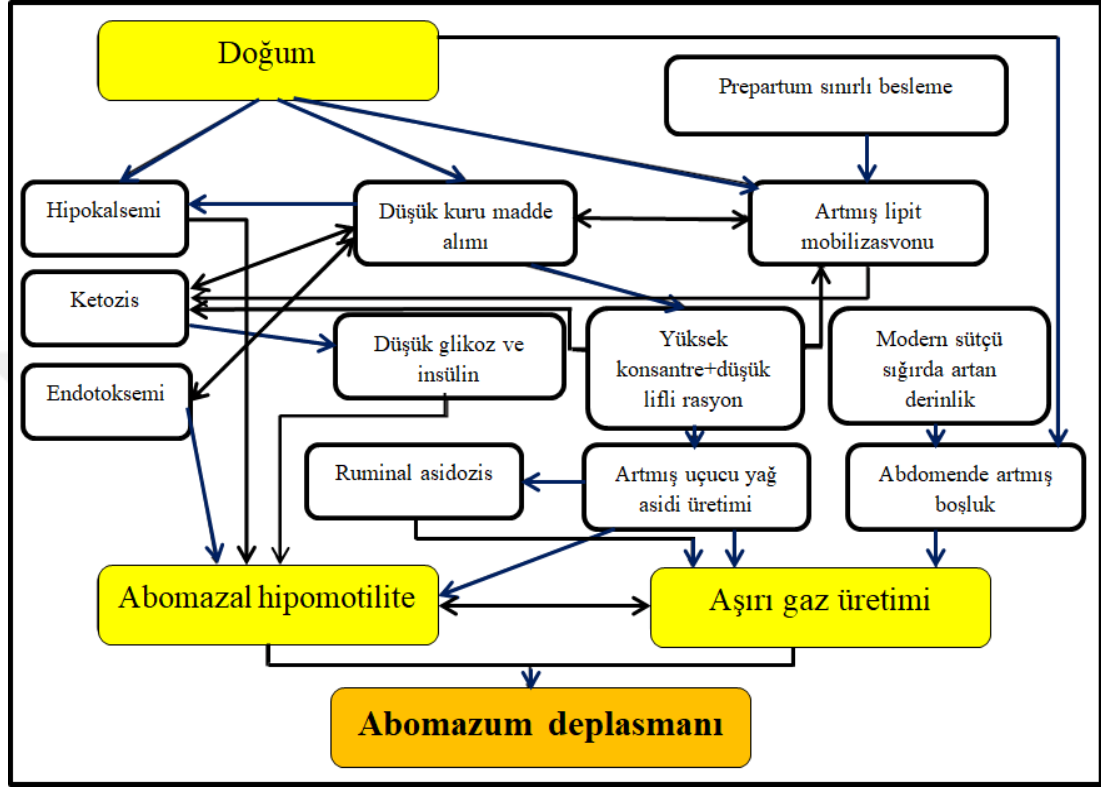 Doğum
Prepartum sınırlı besleme
Hipokalsemi
Düşük kuru madde
alımı
Artmış lipit
mobilizasvonu
Ketozis
Düşük glikoz ve
insülin
Yüksek
konsantre+düşük
lifli rasyon
Modern sütçü
sığırda artan
derinlik
Endotoksemi
Ruminal asidozis
Artmış uçucu yağ
asidi üretimi
Abdomende artmış
boşluk
Abomazal hipomotilite
Aşırı gaz üretimi
Abomazum deplasmanı